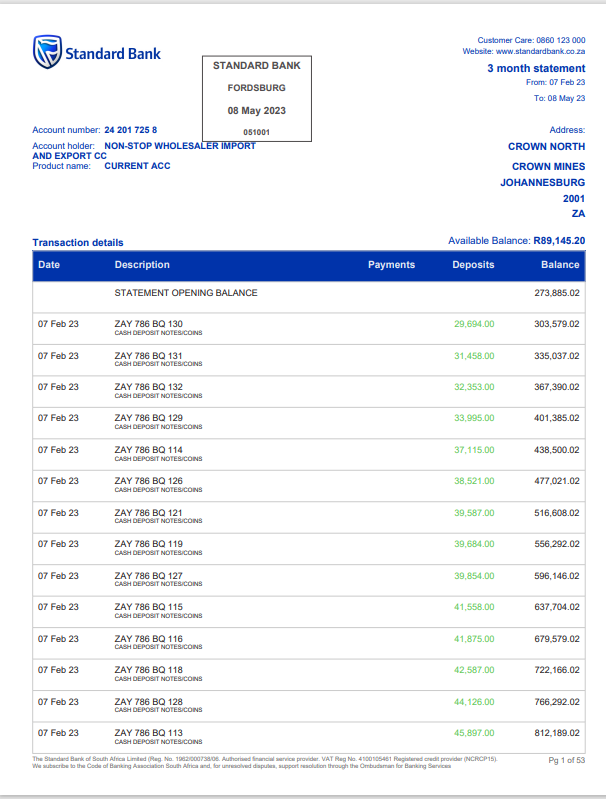 Standard Bank
Customer Care: 0860 123 000
Website: www.standardbank.co.za
3 month statement
From: 07 Feb 23
To: 08 May 23
STANDARD BANK
FORDSBURG
08 May 2023
051001
Account number: 24 201 725 8
Account holder: NON-STOP WHOLESALER IMPORT
AND EXPORT CC
Product name: CURRENT ACC
Address:
CROWN NORTH
CROWN MINES
JOHANNESBURG
2001
ZA
Transaction details
Available Balance: R89,145.20
Date Description Payments Deposits Balance
STATEMENT OPENING BALANCE 273,885.02
07 Feb 23 ZAY 786 BQ 130 29,694.00 303,579.02
CASH DEPOSIT NOTES/COINS
07 Feb 23 ZAY 786 BQ 131 31,458.00 335,037.02
CASH DEPOSIT NOTES/COINS
07 Feb 23 ZAY 786 BQ 132 32,353.00 367,390.02
CASH DEPOSIT NOTES/COINS
07 Feb 23 ZAY 786 BQ 129 33,995.00 401,385.02
CASH DEPOSIT NOTES/COINS
07 Feb 23 ZAY 786 BQ 114 37,115.00 438,500.02
CASH DEPOSIT NOTES/COINS
07 Feb 23 ZAY 786 BQ 126 38,521.00 477,021.02
CASH DEPOSIT NOTES/COINS
07 Feb 23 ZAY 786 BQ 121 39,587.00 516,608.02
CASH DEPOSIT NOTES/COINS
07 Feb 23 ZAY 786 BQ 119 39,684.00 556,292.02
CASH DEPOSIT NOTES/COINS
07 Feb 23 ZAY 786 BQ 127 39,854.00 596,146.02
CASH DEPOSIT NOTES/COINS
07 Feb 23 ZAY 786 BQ 115 41,558.00 637,704.02
CASH DEPOSIT NOTES/COINS
07 Feb 23 ZAY 786 BQ 116 41,875.00 679,579.02
CASH DEPOSIT NOTES/COINS
07 Feb 23 ZAY 786 BQ 118 42,587.00 722,166.02
CASH DEPOSIT NOTES/COINS
07 Feb 23 ZAY 786 BQ 128 44,126.00 766,292.02
CASH DEPOSIT NOTES/COINS
07 Feb 23 ZAY 786 BQ 113 45,897.00 812,189.02
CASH DEPOSIT NOTES/COINS
The Standard Bank of South Africa Limited (Reg. No. 1962/000738/06. Authorised financial service provider. VAT Reg No. 4100105461 Registered credit provider (NCRCP15).
We subscribe to the Code of Banking Association South Africa and, for unresolved disputes, support resolution through the Ombudsman for Banking Services
Pg 1 of 53